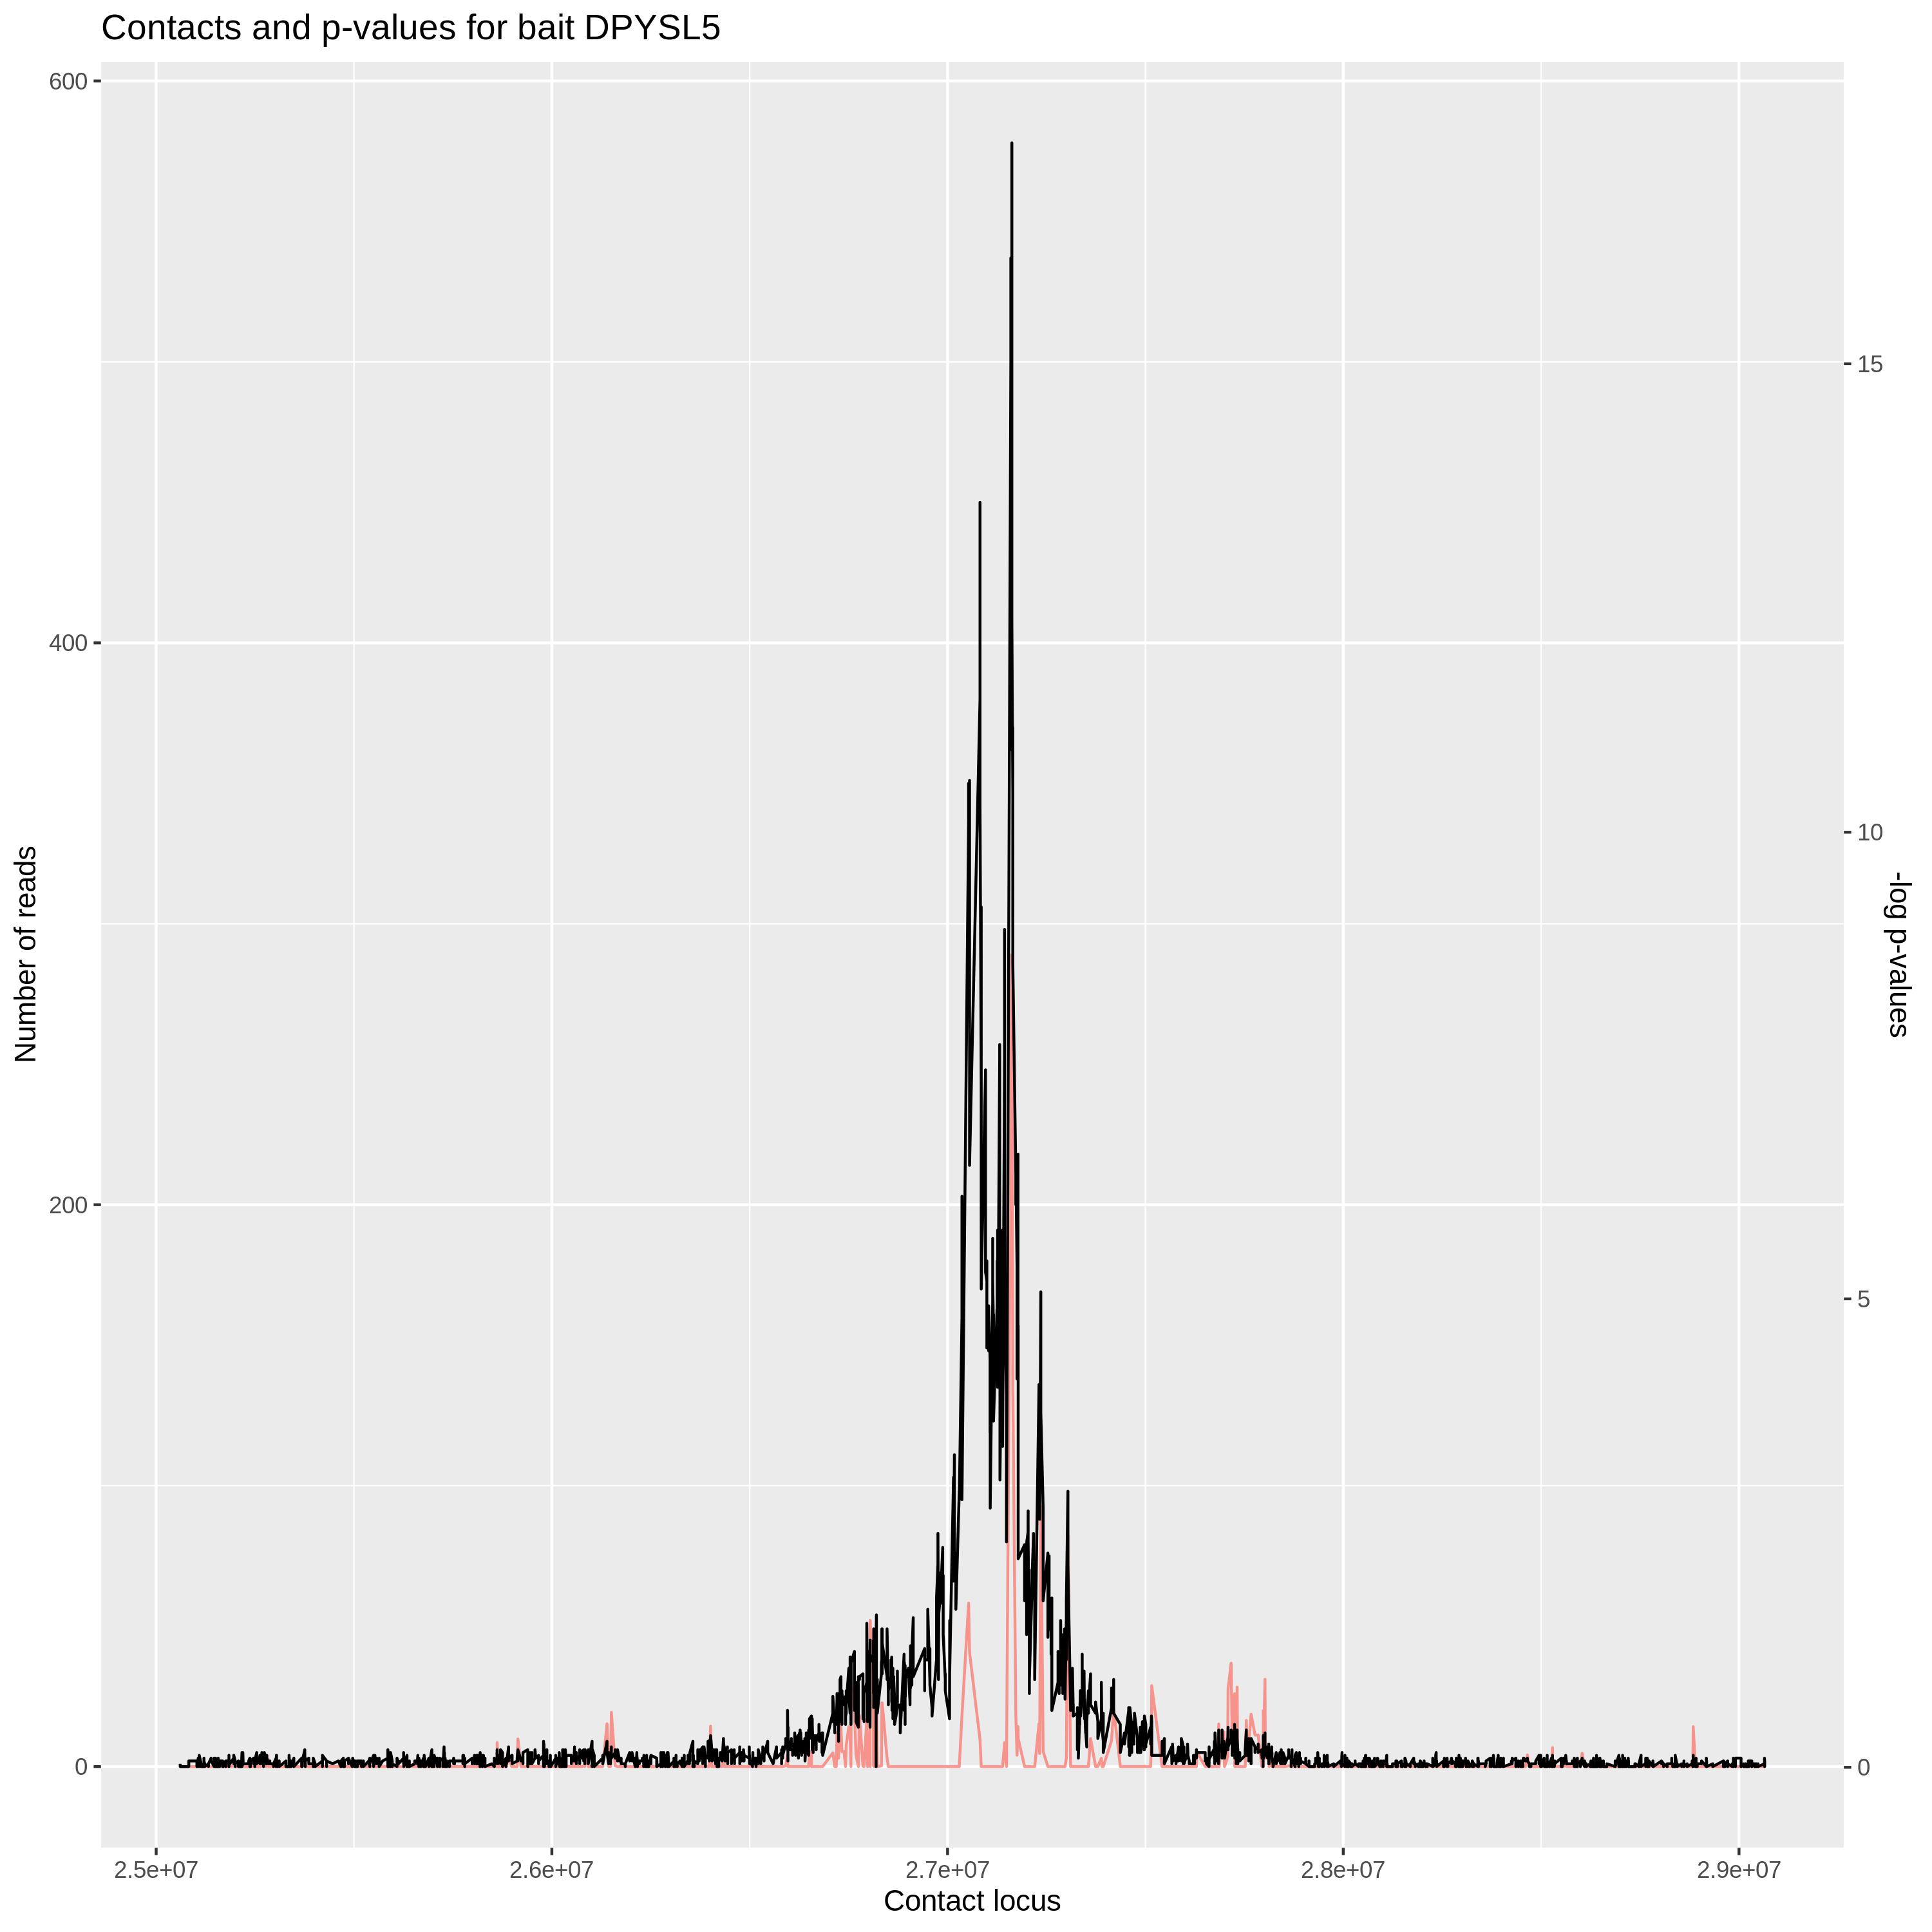 Contacts and p-values for bait DPYSL5
600
400
200
0
Number of reads
15
10
5
0
-log p-values
2.5e+07
2.6e+07
2.7e+07
2.8e+07
2.9e+07
Contact locus